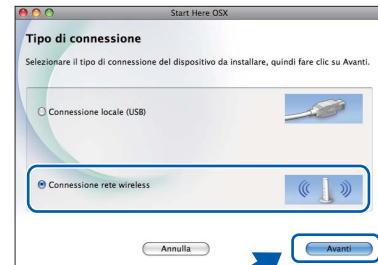 Start Here OSX
Tipo di connessione
Selezionare il tipo di connessione del dispositivo da installare, quindi fare clic su Avanti.
Connessione locale (USB)
Connessione rete wireless
Annulla
Avanti